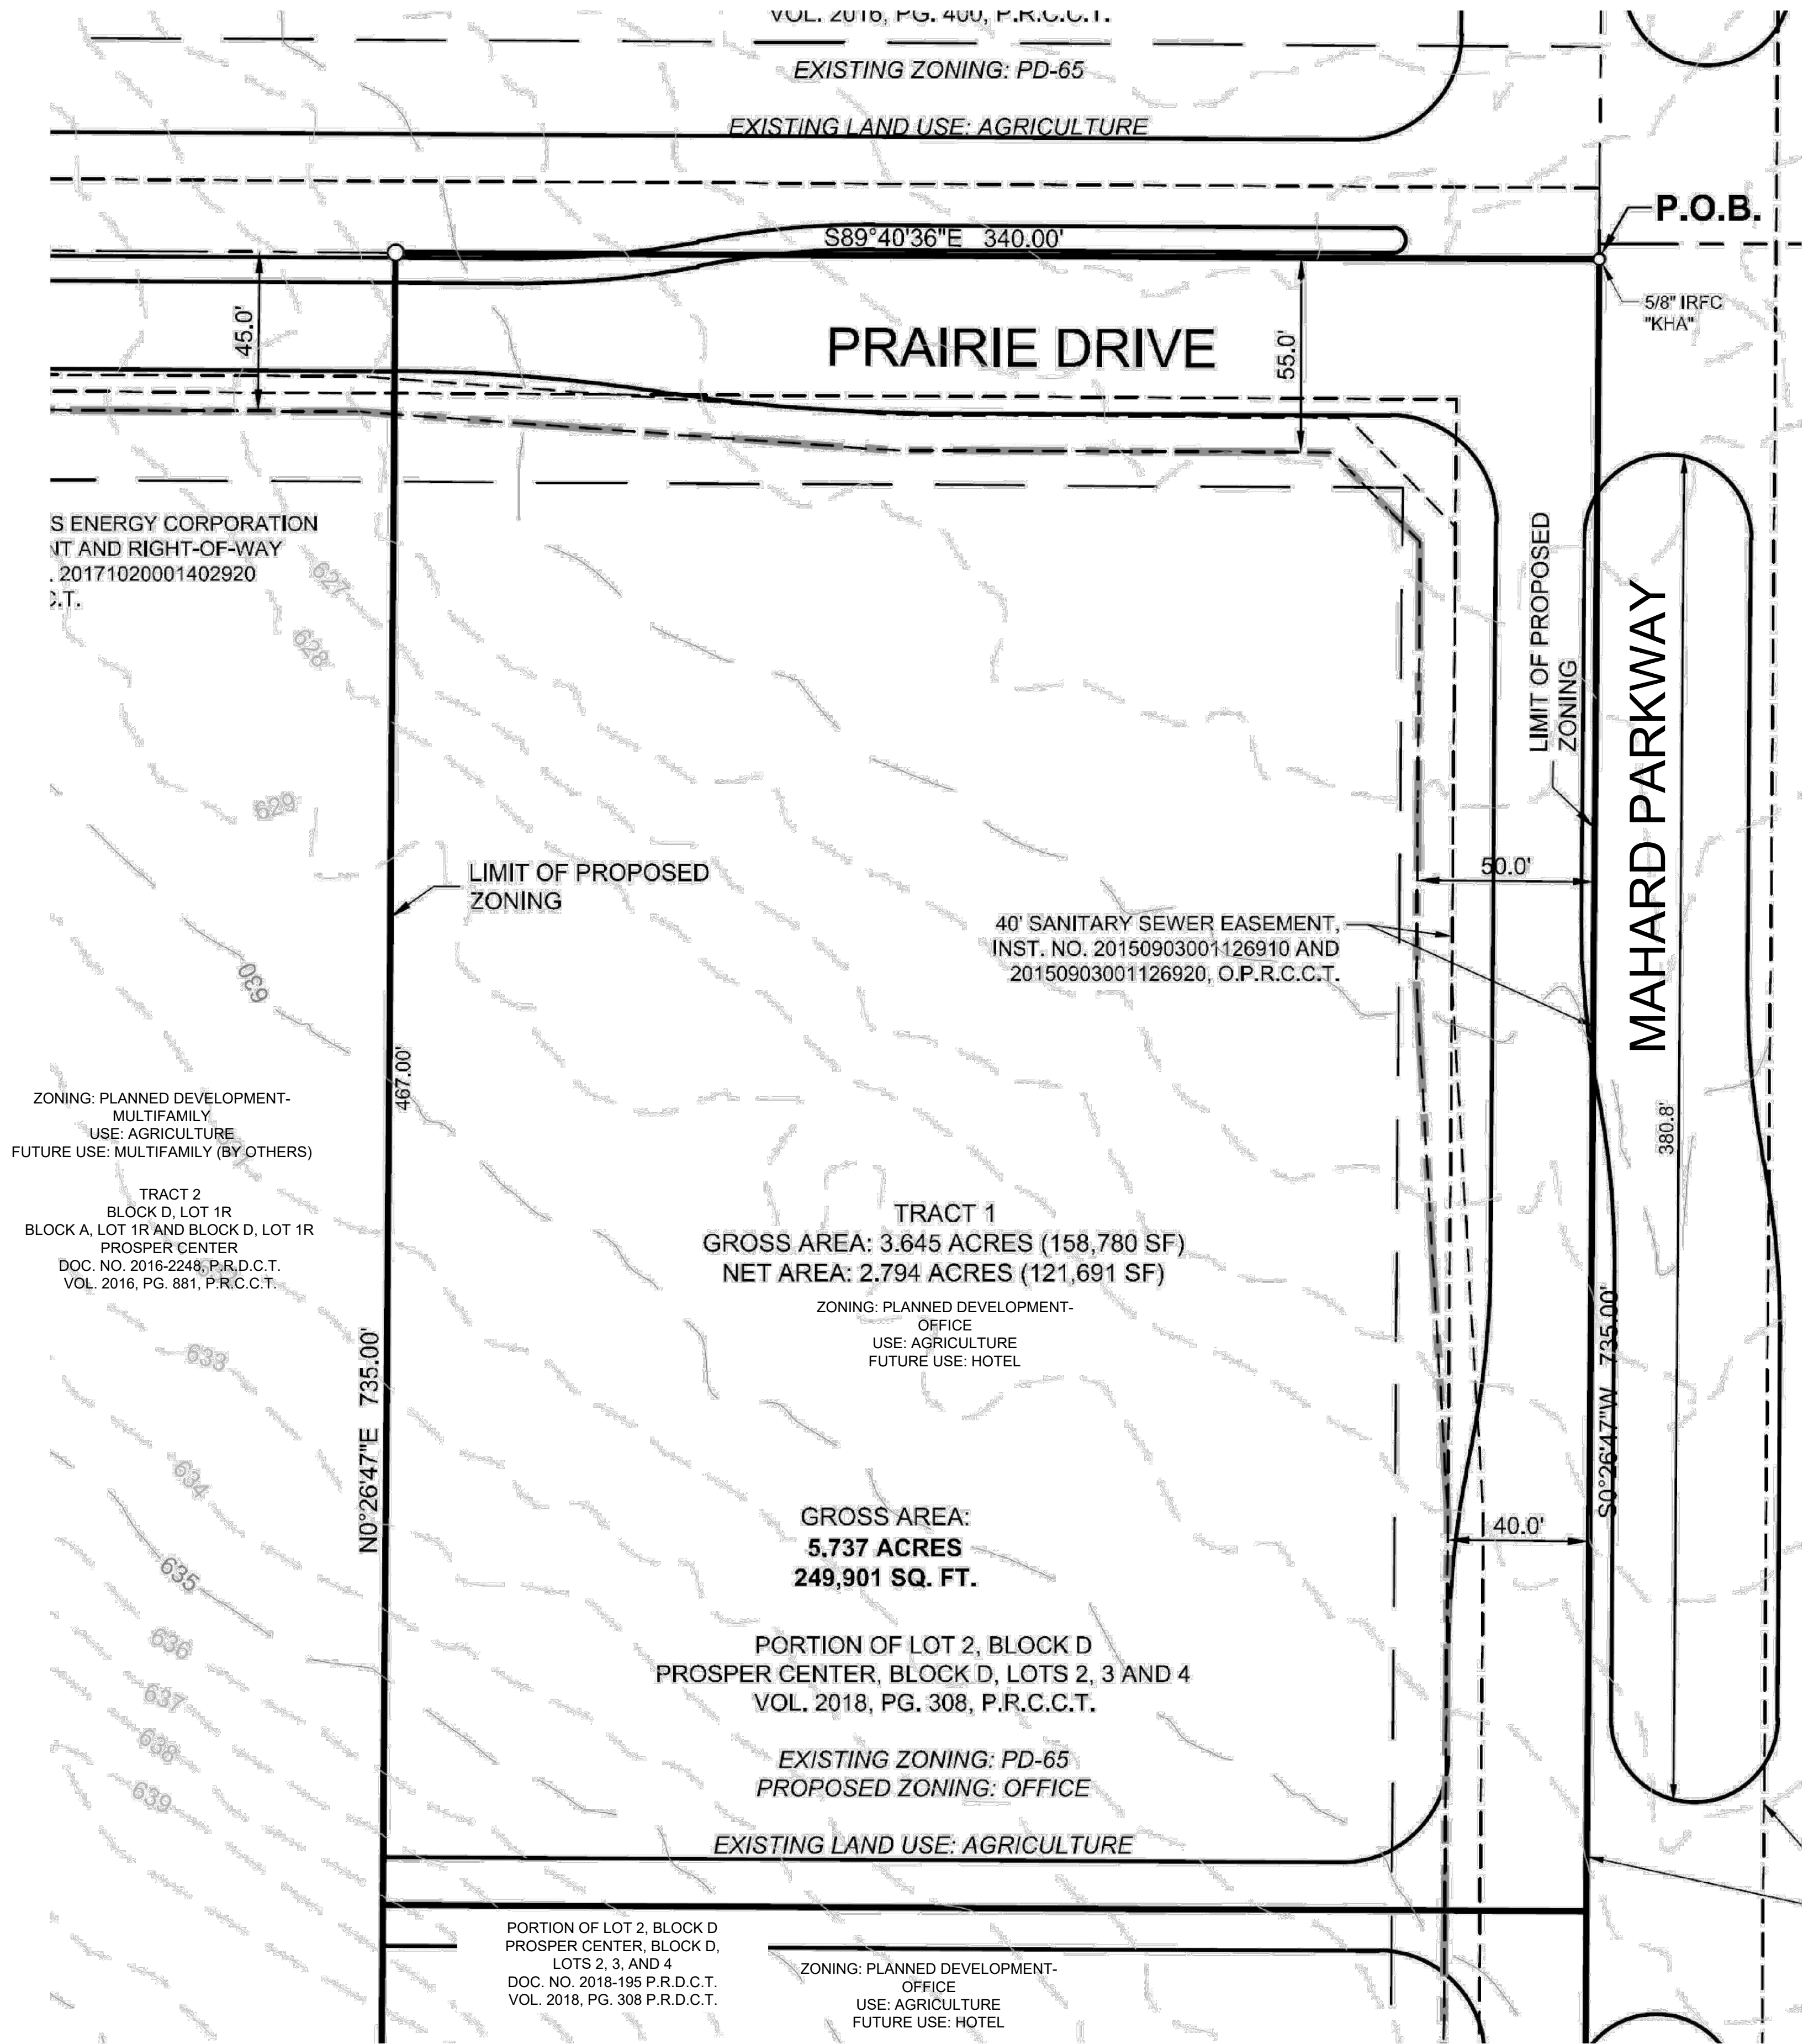 VOL. 2016, PG. 400, P.R.C.C.T.
EXISTING ZONING: PD-65
EXISTING LAND USE: AGRICULTURE
P.O.B.
S89°40'36"E 340.00'
5/8" IRFC
"KHA"
45.0'
PRAIRIE DRIVE
55.0'
S ENERGY CORPORATION
NT AND RIGHT-OF-WAY
. 20171020001402920
C.T.
627
628
629
630
LIMIT OF PROPOSED
ZONING
MAHARD PARKWAY
LIMIT OF PROPOSED
ZONING
50.0'
40' SANITARY SEWER EASEMENT,
INST. NO. 20150903001126910 AND
20150903001126920, O.P.R.C.C.T.
467.00'
380.8'
ZONING: PLANNED DEVELOPMENT-
MULTIFAMILY
USE: AGRICULTURE
FUTURE USE: MULTIFAMILY (BY OTHERS)
TRACT 2
BLOCK D, LOT 1R
BLOCK A, LOT 1R AND BLOCK D, LOT 1R
PROSPER CENTER
DOC. NO. 2016-2248, P.R.D.C.T.
VOL. 2016, PG. 881, P.R.C.C.T.
TRACT 1
GROSS AREA: 3.645 ACRES (158,780 SF)
NET AREA: 2.794 ACRES (121,691 SF)
ZONING: PLANNED DEVELOPMENT-
OFFICE
USE: AGRICULTURE
FUTURE USE: HOTEL
N0°26'47"E 735.00'
S0°26'47"W 735.00'
633
634
635
636
637
638
639
40.0'
GROSS AREA:
5.737 ACRES
249,901 SQ. FT.
PORTION OF LOT 2, BLOCK D
PROSPER CENTER, BLOCK D, LOTS 2, 3 AND 4
VOL. 2018, PG. 308, P.R.C.C.T.
EXISTING ZONING: PD-65
PROPOSED ZONING: OFFICE
EXISTING LAND USE: AGRICULTURE
PORTION OF LOT 2, BLOCK D
PROSPER CENTER, BLOCK D,
LOTS 2, 3, AND 4
DOC. NO. 2018-195 P.R.D.C.T.
VOL. 2018, PG. 308 P.R.D.C.T.
ZONING: PLANNED DEVELOPMENT-
OFFICE
USE: AGRICULTURE
FUTURE USE: HOTEL